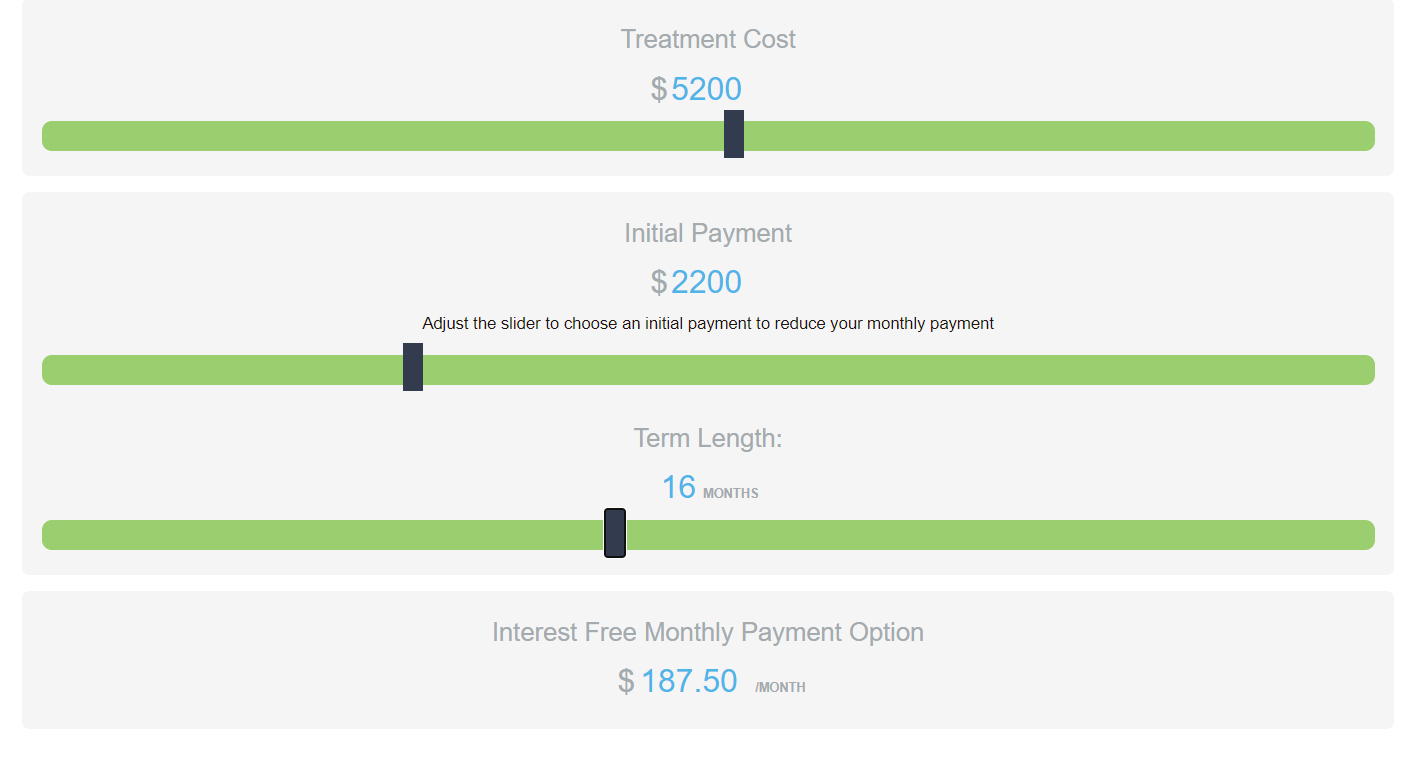 Treatment Cost
$ 5200
Initial Payment
$ 2200
Adjust the slider to choose an initial payment to reduce your monthly payment
Term Length:
16 MONTHS
Interest Free Monthly Payment Option
$ 187.50 /MONTH